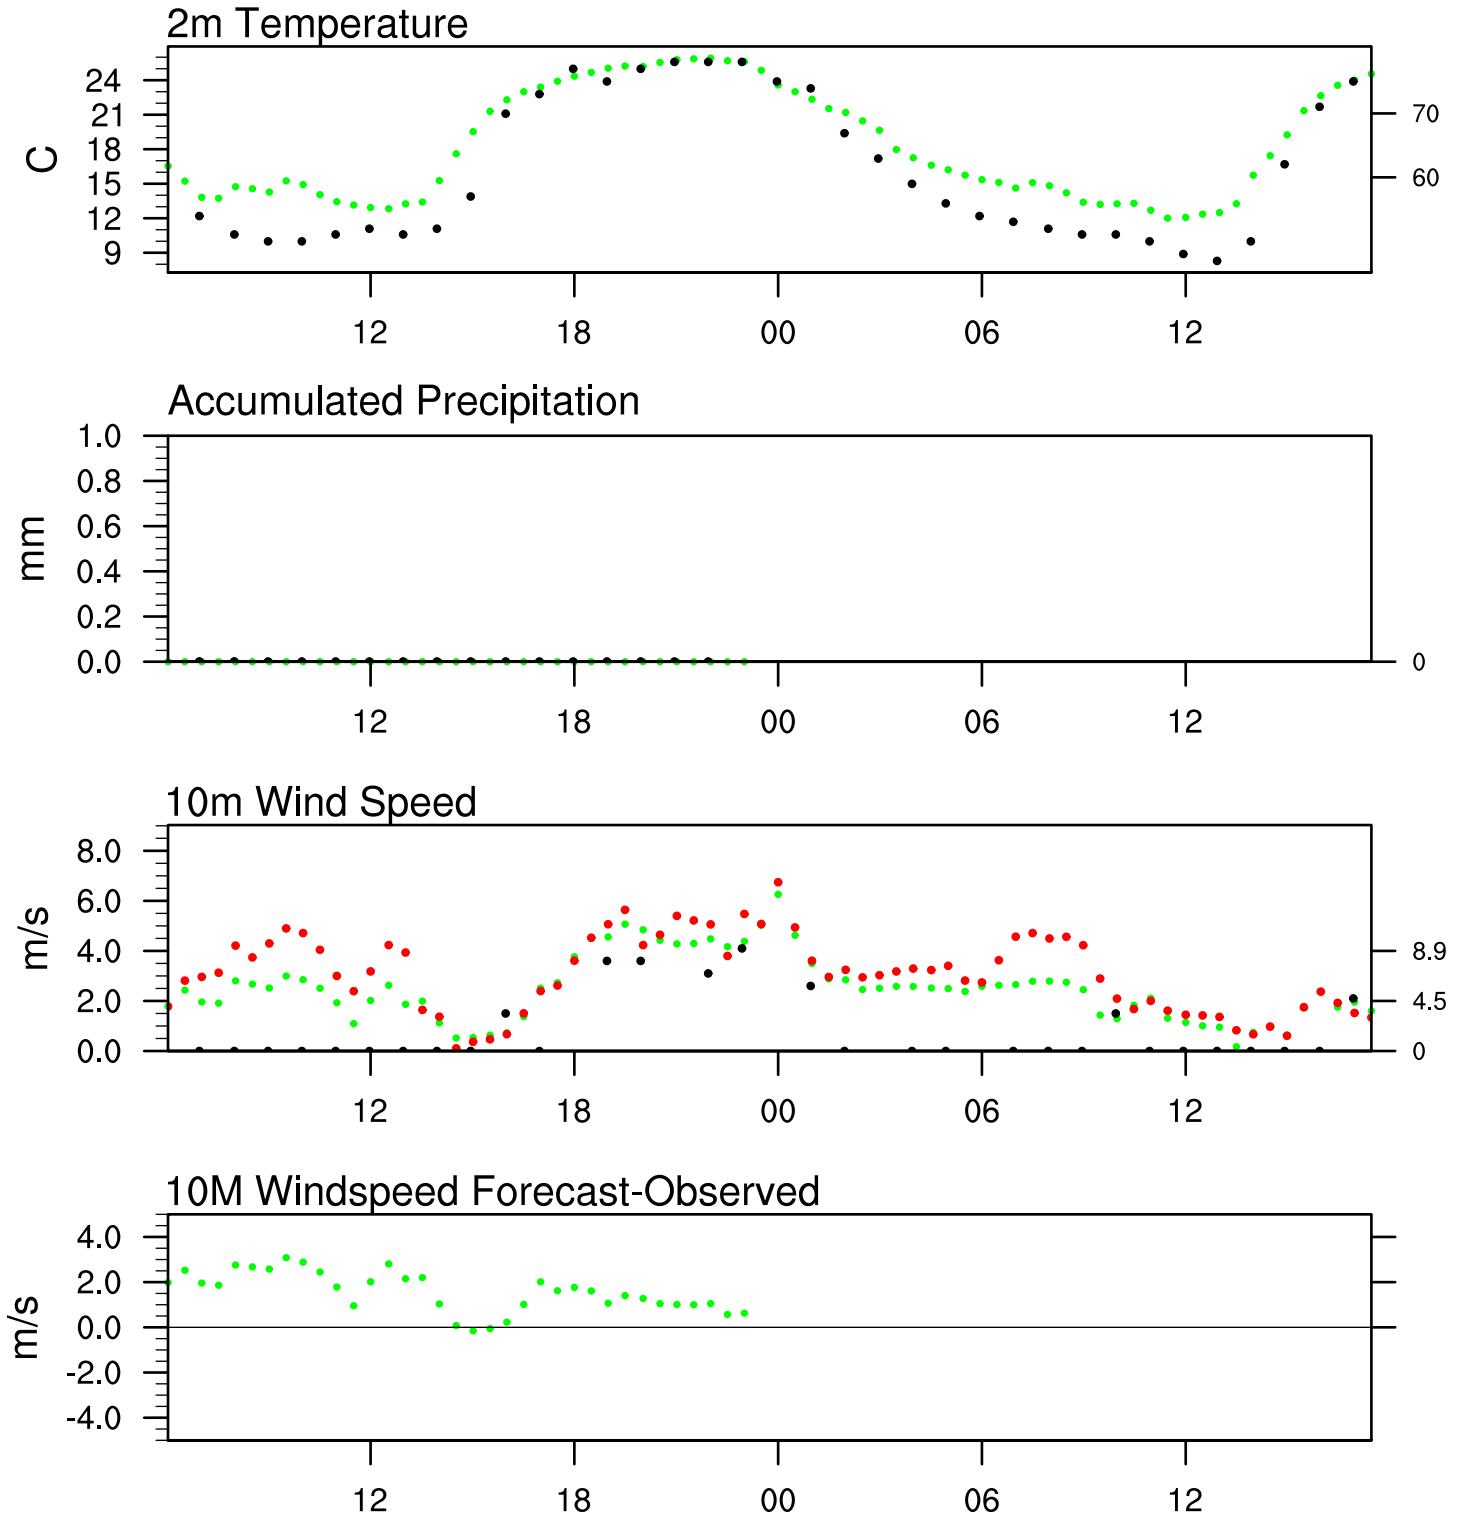 2m Temperature
24
21
18
15
12
9
C
70
60
12 18 00 06 12
Accumulated Precipitation
1.0
0.8
0.6
0.4
0.2
0.0
mm
0
12 18 00 06 12
10m Wind Speed
8.0
6.0
4.0
2.0
0.0
m/s
8.9
4.5
0
12 18 00 06 12
10M Windspeed Forecast-Observed
4.0
2.0
0.0
-2.0
-4.0
m/s
12 18 00 06 12